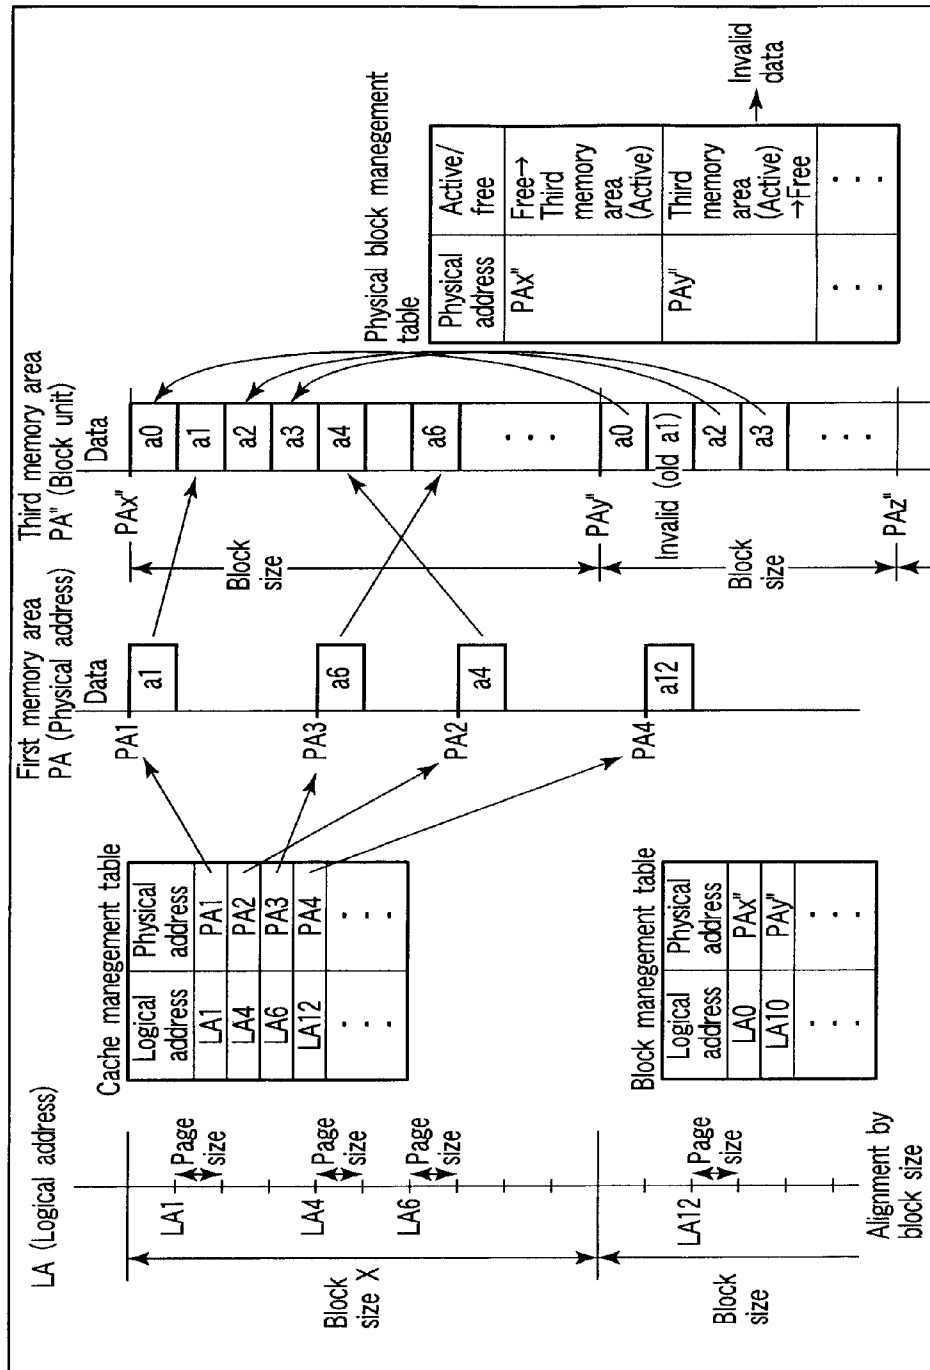 LA (Logical address)
LA1
Page
size
LA4
Page
size
LA6
Page
size
Block
size X
LA12
Page
size
Block
size
Alignment by
block size
Cache manegement table
Logical
address
Physical
address
LA1
PA1
LA4
PA2
LA6
PA3
LA12
PA4
. . .
. . .
Block manegement table
Logical
address
Physical
address
LA0
PAx"
LA10
PAy"
. . .
. . .
First memory area
PA (Physical address)
Data
PA1
a1
PA3
a6
PA2
a4
PA4
a12
Third memory area
PA" (Block unit)
Data
PAx"
a0
a1
a2
a3
a4
a6
. . .
Block
size
PAy"
a0
Invalid (old a1)
a2
a3
. . .
Block
size
PAz"
Physical block manegement
table
Physical
address
Active/
free
PAx"
Free→
Third
memory
area
(Active)
PAy"
Third
memory
area
(Active)
→Free
. . .
. . .
Invalid
data